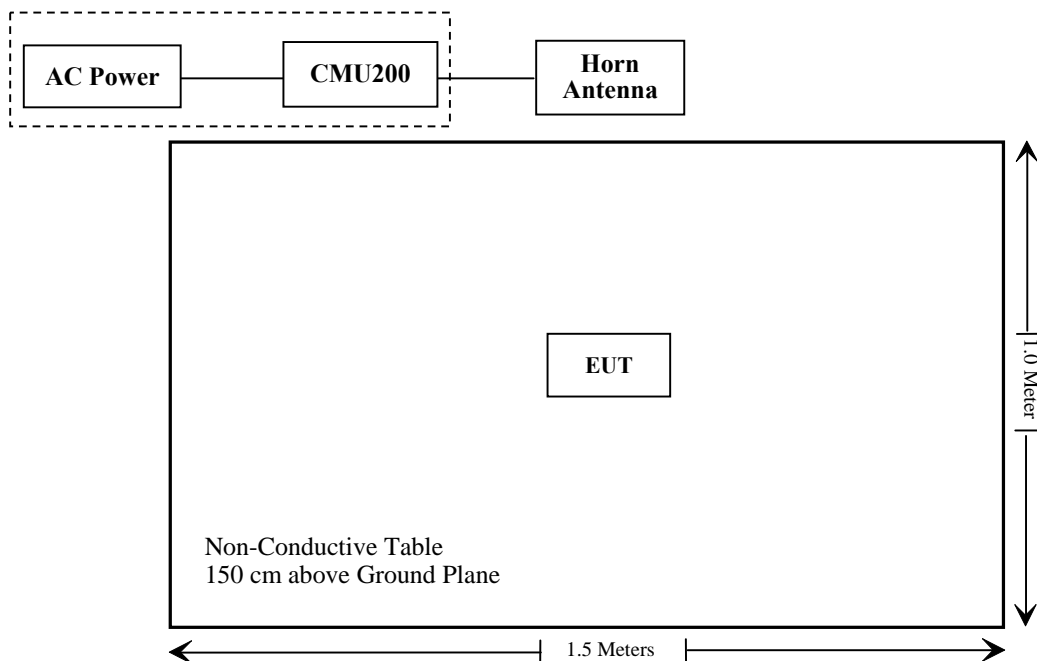 AC Power
CMU200
Horn
Antenna
EUT
1.0 Meter
Non-Conductive Table
150 cm above Ground Plane
1.5 Meters